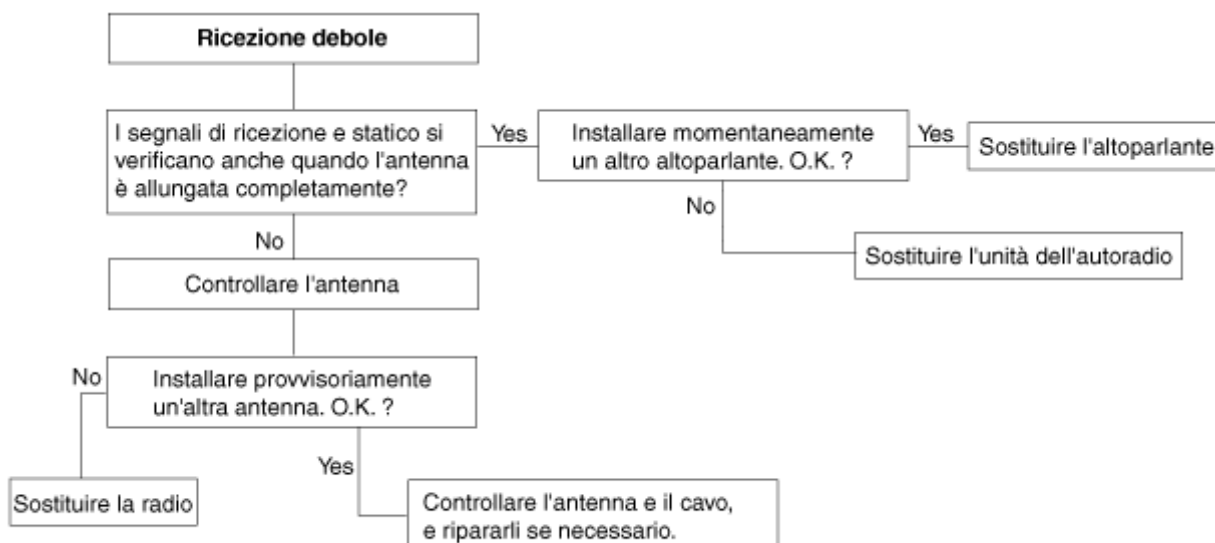 Ricezione debole
I segnali di ricezione e statico si
verificano anche quando l'antenna
è allungata completamente?
Yes
Installare momentaneamente
un altro altoparlante. O.K. ?
Yes
Sostituire l'altoparlante
No
Sostituire l'unità dell'autoradio
No
Controllare l'antenna
No
Installare provvisoriamente
un'altra antenna. O.K. ?
Sostituire la radio
Yes
Controllare l'antenna e il cavo,
e ripararli se necessario.